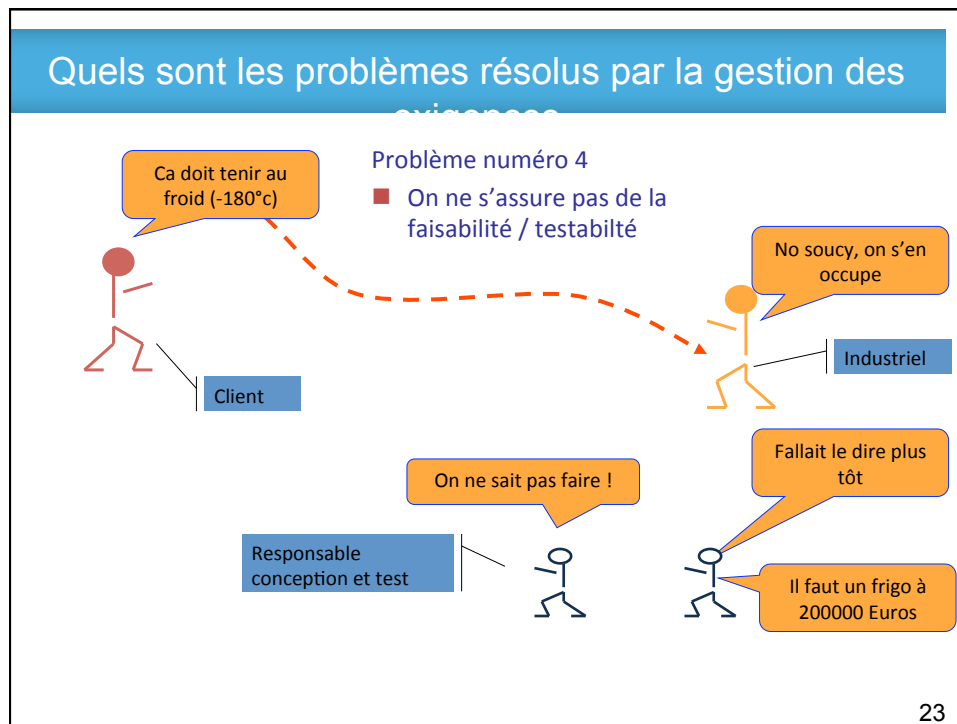 Quels sont les problèmes résolus par la gestion des
exigences
Problème numéro 4
On ne s’assure pas de la
faisabilité / testabilté
Ca doit tenir au
froid (-180°c)
No soucy, on s’en
occupe
Industriel
Client
Fallait le dire plus
tôt
On ne sait pas faire !
Responsable
conception et test
Il faut un frigo à
200000 Euros
23